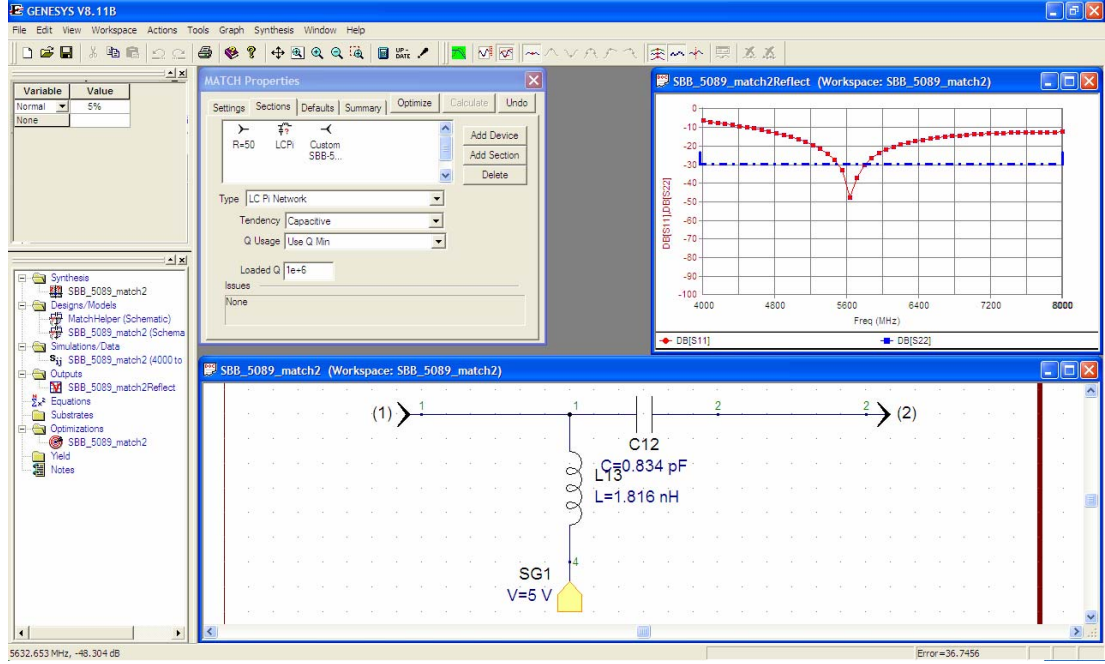 GENESYS V8.11B
File Edit View Workspace Actions Tools Graph Synthesis Window Help
UP-DATE
Variable Value
Normal 5%
None
MATCH Properties
Settings Sections Defaults Summary Optimize Calculate Undo
R=50 LCPi Custom
SBB-5...
Add Device
Add Section
Delete
Type LC Pi Network
Tendency Capacitive
Q Usage Use Q Min
Loaded Q 1e+6
Issues
None
SBB_5089_match2Reflect (Workspace: SBB_5089_match2)
DB[S11],DB[S22]
0
-10
-20
-30
-40
-50
-60
-70
-80
-90
-100
4000 4800 5600 6400 7200 8000
Freq (MHz)
DB[S11] DB[S22]
Synthesis
SBB_5089_match2
Designs/Models
MatchHelper (Schematic)
SBB_5089_match2 (Schema
Simulations/Data
Sij SBB_5089_match2 (4000 to
Outputs
SBB_5089_match2Reflect
Equations
Substrates
Optimizations
SBB_5089_match2
Yield
Notes
SBB_5089_match2 (Workspace: SBB_5089_match2)
(1) 1 1 2 2 (2)
C12
C=0.834 pF
L13
L=1.816 nH
4
SG1
V=5 V
5632.653 MHz, -48.304 dB
Error=36.7456